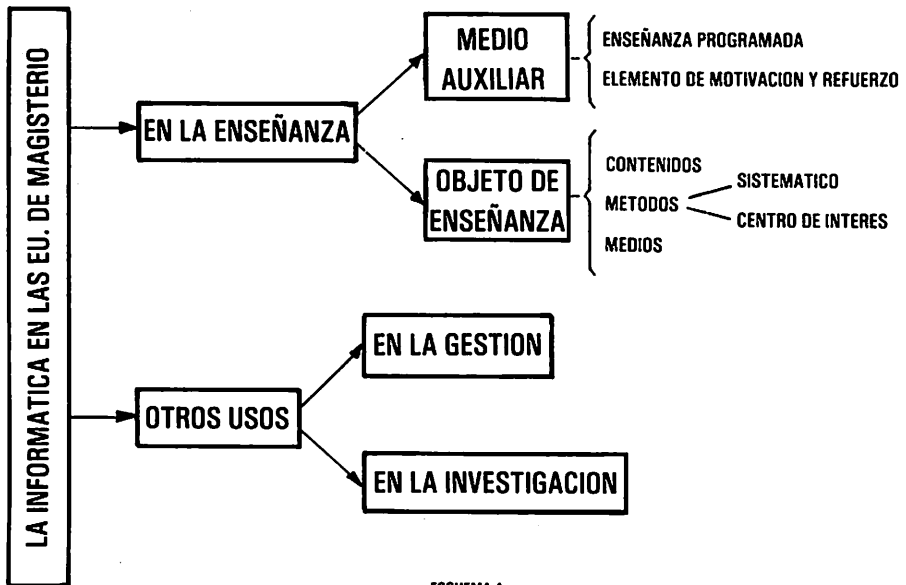 LA INFORMATICA EN LAS EU. DE MAGISTERIO
EN LA ENSEÑANZA
MEDIO
AUXILIAR
ENSEÑANZA PROGRAMADA
ELEMENTO DE MOTIVACION Y REFUERZO
OBJETO DE
ENSEÑANZA
CONTENIDOS
METODOS
SISTEMATICO
CENTRO DE INTERES
MEDIOS
OTROS USOS
EN LA GESTION
EN LA INVESTIGACION